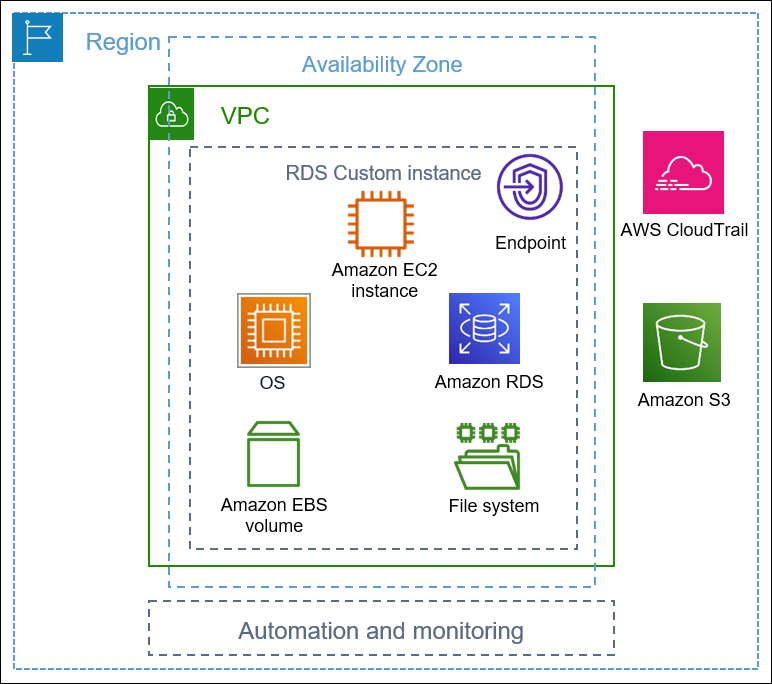 Region
Availability Zone
VPC
RDS Custom instance
Endpoint
Amazon EC2
instance
OS
Amazon RDS
Amazon EBS
volume
File system
AWS CloudTrail
Amazon S3
Automation and monitoring